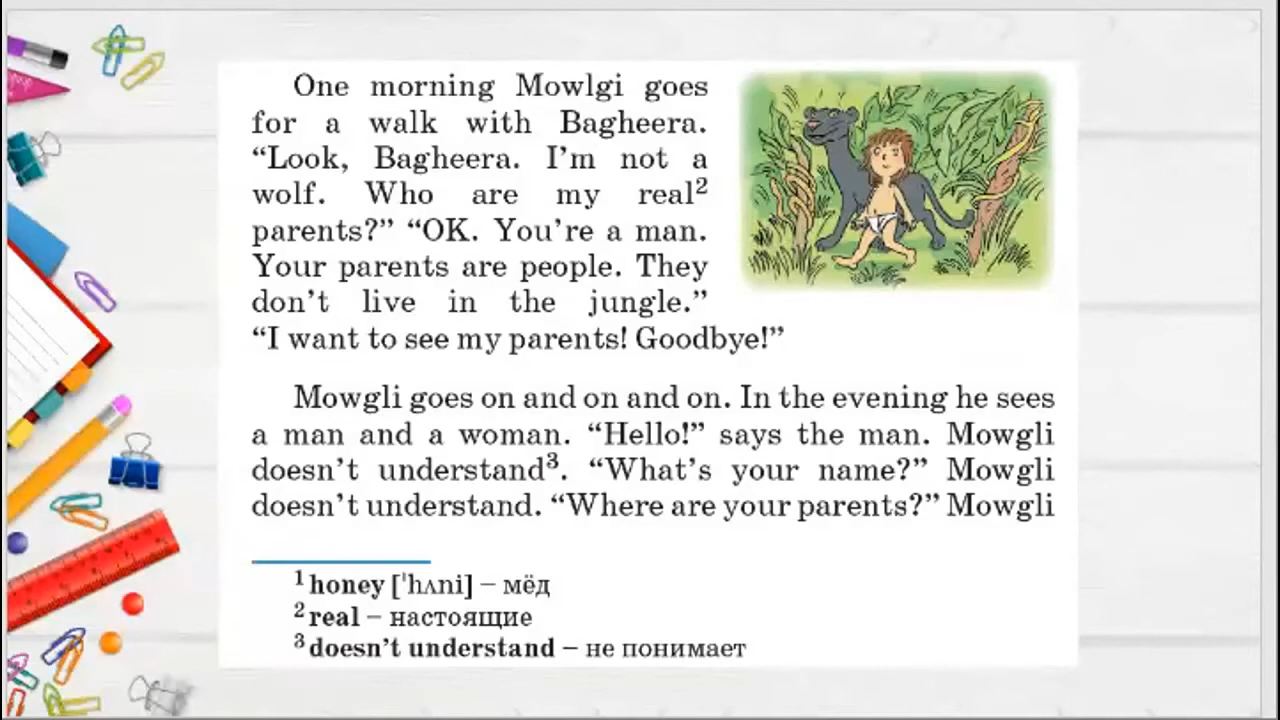 One morning Mowlgi goes
for a walk with Bagheera.
“Look, Bagheera. I’m not a
wolf. Who are my real²
parents?” “OK. You’re a man.
Your parents are people. They
don’t live in the jungle.”
“I want to see my parents! Goodbye!”
Mowgli goes on and on and on. In the evening he sees
a man and a woman. “Hello!” says the man. Mowgli
doesn’t understand³. “What’s your name?” Mowgli
doesn’t understand. “Where are your parents?” Mowgli
¹ honey [ˈhʌni] – мёд
² real – настоящие
³ doesn’t understand – не понимает